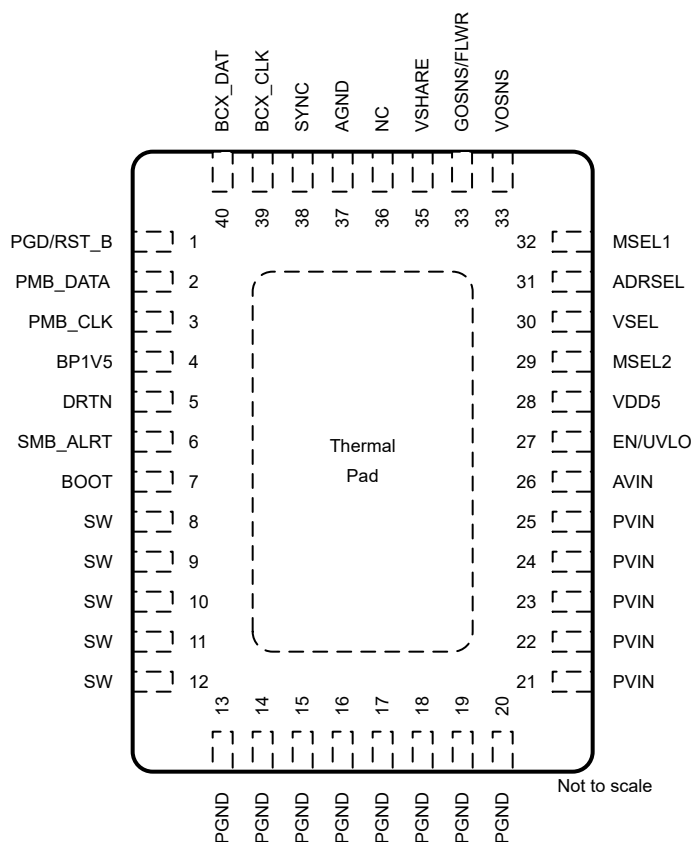 BCX_DAT
BCX_CLK
SYNC
AGND
NC
VSHARE
GOSNS/FLWR
VOSNS
40
39
38
37
36
35
33
33
PGD/RST_B 1
32 MSEL1
PMB_DATA 2
31 ADRSEL
PMB_CLK 3
30 VSEL
BP1V5 4
29 MSEL2
DRTN 5
28 VDD5
SMB_ALRT 6
27 EN/UVLO
BOOT 7
26 AVIN
SW 8
25 PVIN
SW 9
24 PVIN
SW 10
23 PVIN
SW 11
22 PVIN
SW 12
21 PVIN
Thermal
Pad
13
14
15
16
17
18
19
20
PGND
PGND
PGND
PGND
PGND
PGND
PGND
PGND
Not to scale